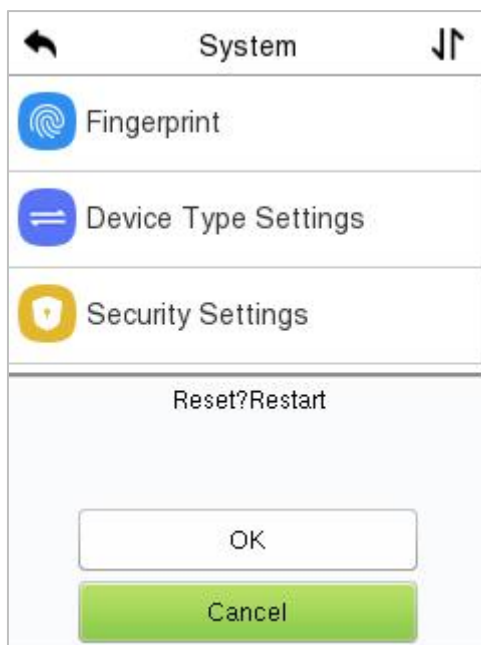 System
Fingerprint
Device Type Settings
Security Settings
Reset?Restart
OK
Cancel